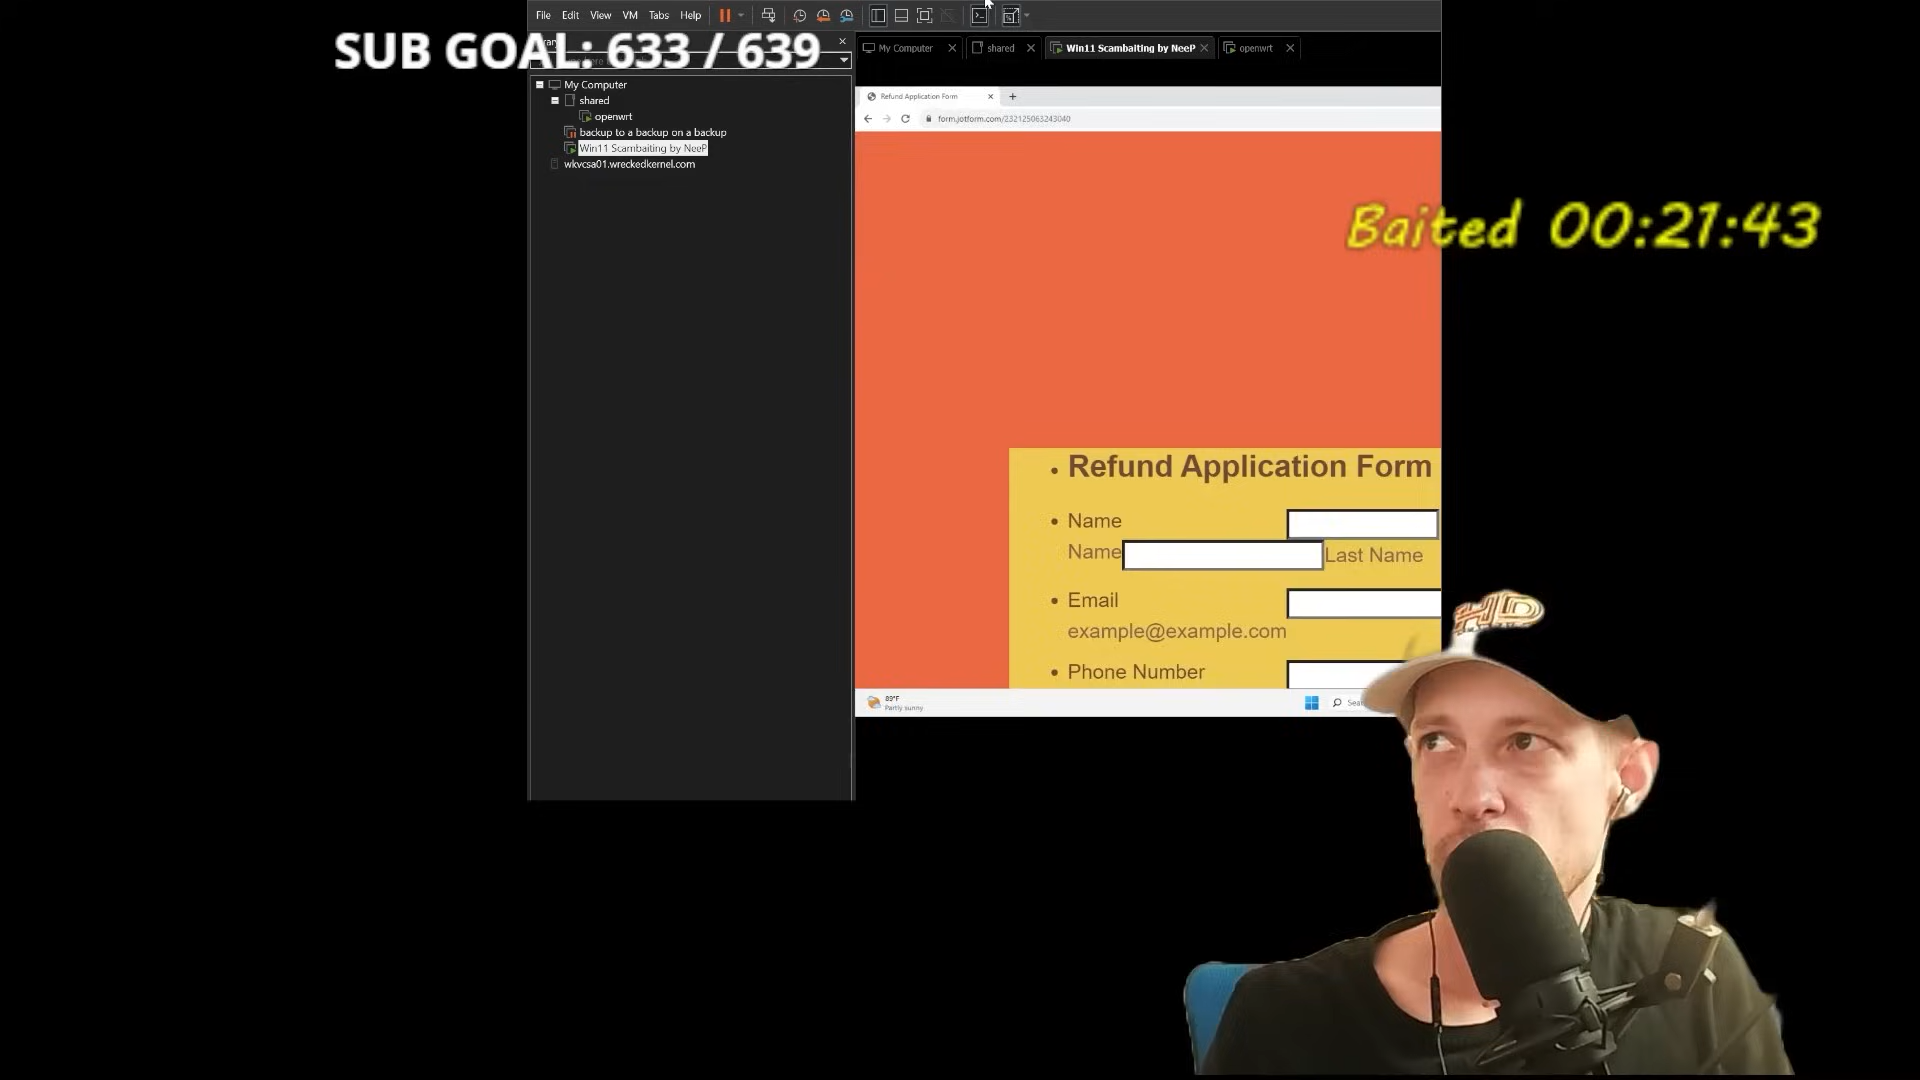 File Edit View VM Tabs Help
SUB GOAL: 633 / 639
My Computer
shared
Win11 Scambaiting by NeeP
openwrt
My Computer
shared
openwrt
backup to a backup on a backup
Win11 Scambaiting by NeeP
wkvcsa01.wreckedkernel.com
Refund Application Form
form.jotform.com/232125063243040
Baited 00:21:43
Refund Application Form
Name
Name
Last Name
Email
example@example.com
Phone Number
89°F
Partly sunny
HD